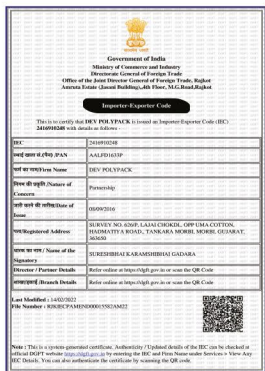 Government of India
Ministry of Commerce and Industry
Directorate General of Foreign Trade
Office of the Joint Director General of Foreign Trade, Rajkot
Amruta Estate (Jasani Building),4th Floor, M.G.Road,Rajkot
Importer-Exporter Code
This is to certify that DEV POLYPACK is issued an Importer-Exporter Code (IEC)
2416910248 with details as follows -
IEC 2416910248
स्थाई खाता सं.(पैन) /PAN AALFD1633P
फर्म का नाम/Firm Name DEV POLYPACK
निगम की प्रकृति /Nature of Concern Partnership
जारी करने की तारीख/Date of Issue 08/09/2016
पता/Registered Address SURVEY NO. 626/P, LAJAI CHOKDI, OPP UMA COTTON,
HADMATIYA ROAD,, TANKARA MORBI, MORBI, GUJARAT,
363650
धारक का नाम / Name of the Signatory SURESHBHAI KARAMSHIBHAI GADARA
Director / Partner Details Refer online at https://dgft.gov.in or scan the QR Code
शाखा/इकाई /Branch Details Refer online at https://dgft.gov.in or scan the QR Code
Last Modified : 14/02/2022
File Number : RJKIECPAMEND00015582AM22
Note : This is a system-generated certificate. Authenticity / Updated details of the IEC can be checked at
official DGFT website https://dgft.gov.in by entering the IEC and Firm Name under Services > View Any
IEC Details. You can also authenticate the certificate by scanning the QR code.